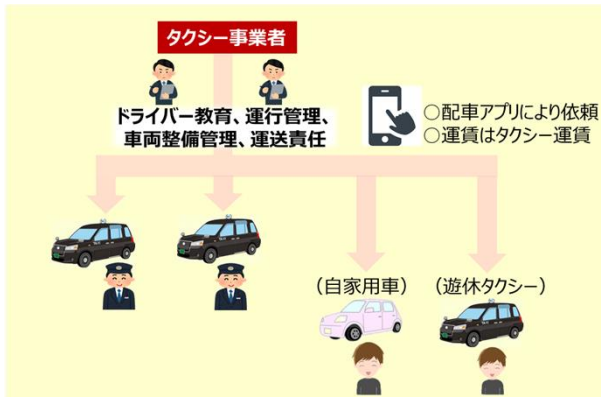 タクシー事業者
ドライバー教育、運行管理、
車両整備管理、運送責任
○配車アプリにより依頼
○運賃はタクシー運賃
（自家用車）
（遊休タクシー）